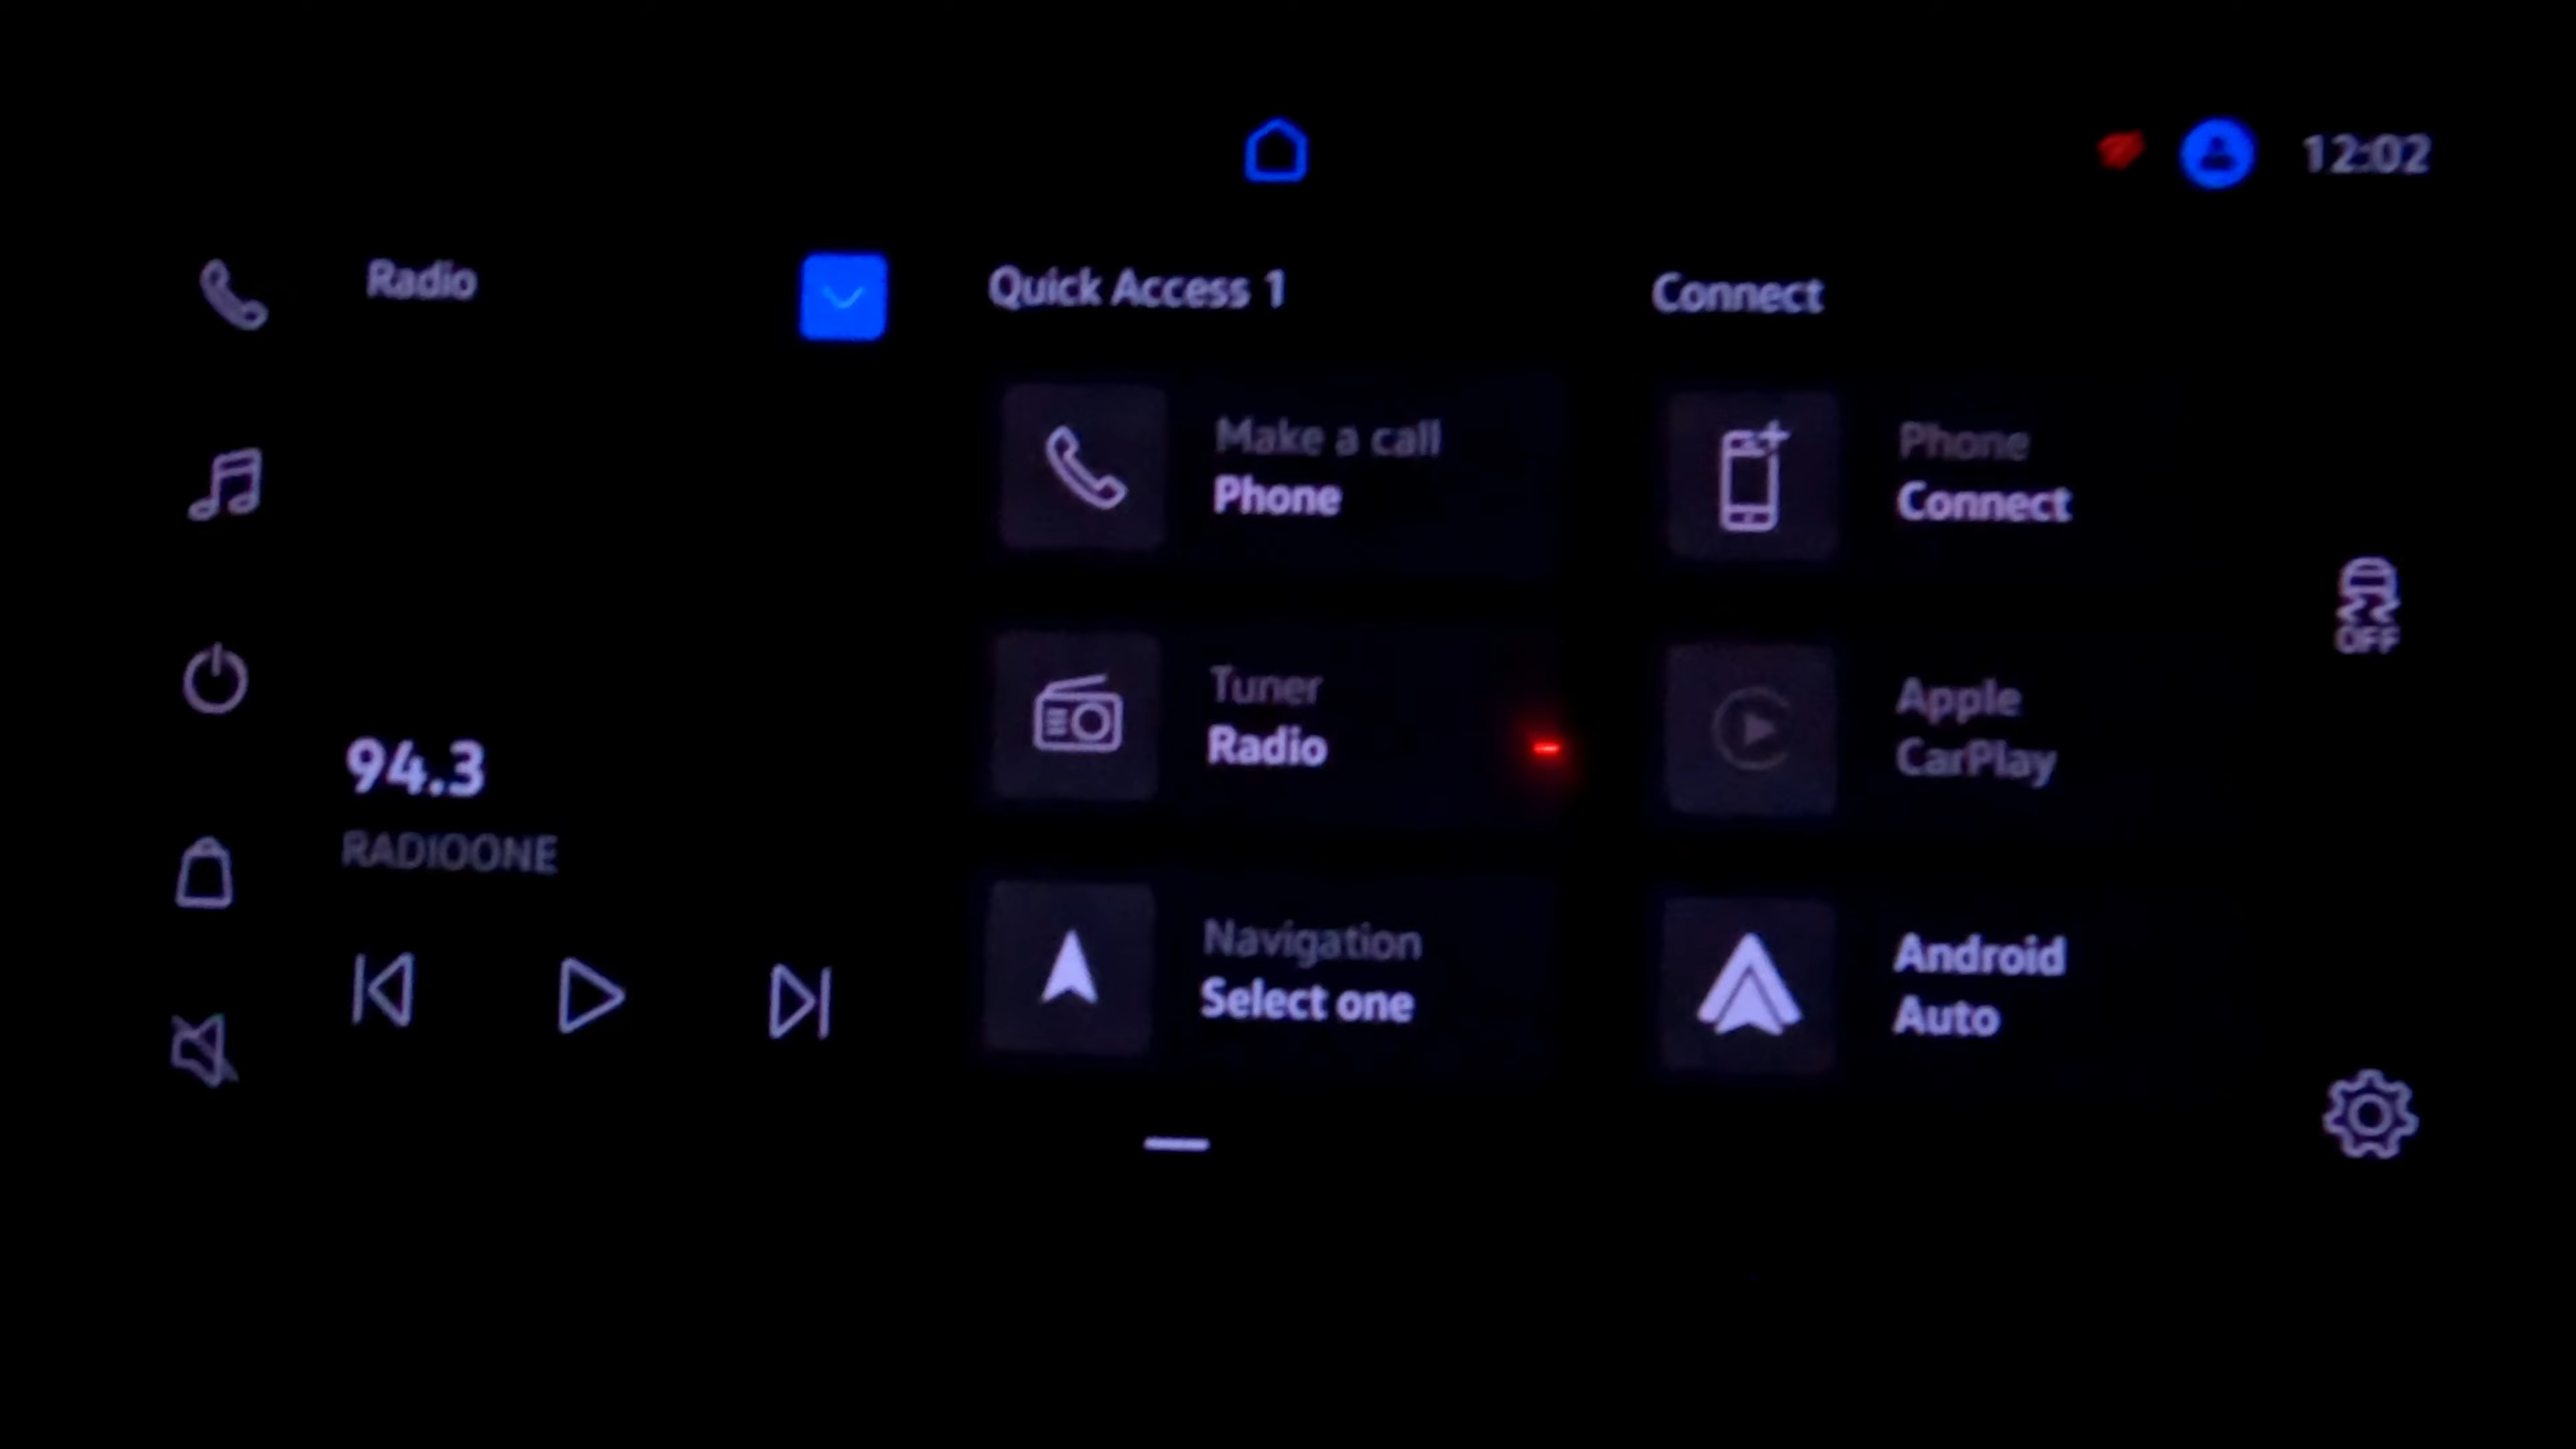 12:02
Radio
94.3
RADIOONE
Quick Access 1
Make a call
Phone
Tuner
Radio
Navigation
Select one
Connect
Phone
Connect
Apple
CarPlay
Android
Auto
OFF